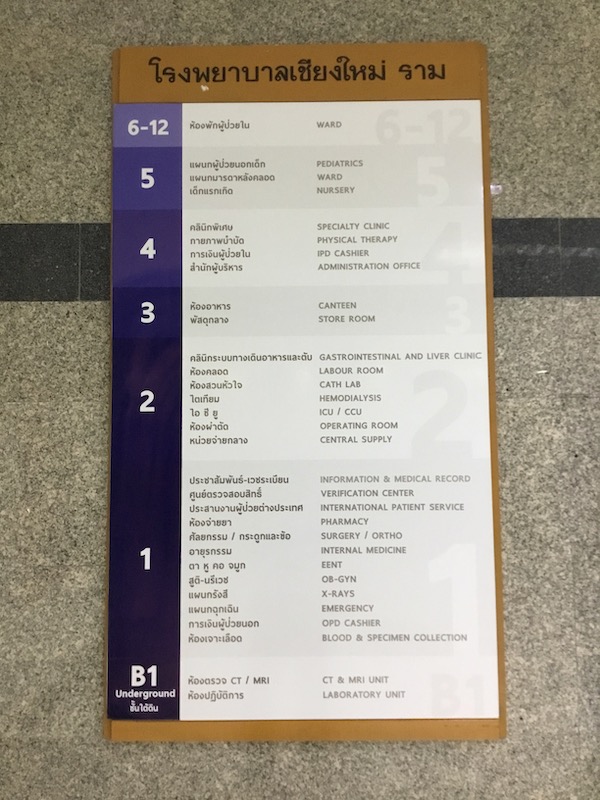 โรงพยาบาลเชียงใหม่ ราม
6-12 ห้องพักผู้ป่วยใน WARD 6-12
5 แผนกผู้ป่วยนอกเด็ก PEDIATRICS 5
แผนกมารดาหลังคลอด WARD
เด็กแรกเกิด NURSERY
4 คลินิกพิเศษ SPECIALTY CLINIC 4
กายภาพบำบัด PHYSICAL THERAPY
การเงินผู้ป่วยใน IPD CASHIER
สำนักผู้บริหาร ADMINISTRATION OFFICE
3 ห้องอาหาร CANTEEN 3
พัสดุกลาง STORE ROOM
2 คลินิกระบบทางเดินอาหารและตับ GASTROINTESTINAL AND LIVER CLINIC 2
ห้องคลอด LABOUR ROOM
ห้องสวนหัวใจ CATH LAB
ไตเทียม HEMODIALYSIS
ไอ ซี ยู ICU / CCU
ห้องผ่าตัด OPERATING ROOM
หน่วยจ่ายกลาง CENTRAL SUPPLY
1 ประชาสัมพันธ์-เวชระเบียน INFORMATION & MEDICAL RECORD 1
ศูนย์ตรวจสอบสิทธิ์ VERIFICATION CENTER
ประสานงานผู้ป่วยต่างประเทศ INTERNATIONAL PATIENT SERVICE
ห้องจ่ายยา PHARMACY
ศัลยกรรม / กระดูกและข้อ SURGERY / ORTHO
อายุรกรรม INTERNAL MEDICINE
ตา หู คอ จมูก EENT
สูติ-นรีเวช OB-GYN
แผนกรังสี X-RAYS
แผนกฉุกเฉิน EMERGENCY
การเงินผู้ป่วยนอก OPD CASHIER
ห้องเจาะเลือด BLOOD & SPECIMEN COLLECTION
B1 ห้องตรวจ CT / MRI CT & MRI UNIT B1
Underground ห้องปฏิบัติการ LABORATORY UNIT
ชั้นใต้ดิน